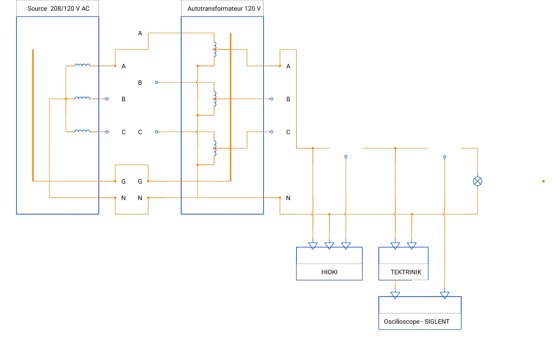 Source 208/120 V AC
Autotransformateur 120 V
A
A
A
B
B
B
C
C
C
G
G
N
N
N
HIOKI
TEKTRINIK
Oscilloscope - SIGLENT